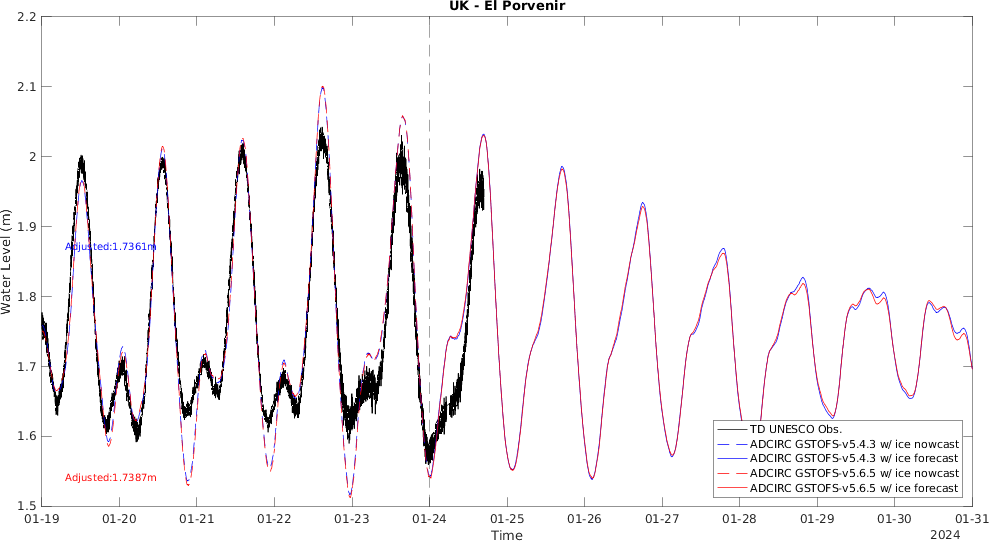 UK - El Porvenir
2.2
2.1
2
1.9
1.8
1.7
1.6
1.5
Water Level (m)
Adjusted:1.7361m
Adjusted:1.7387m
TD UNESCO Obs.
ADCIRC GSTOFS-v5.4.3 w/ ice nowcast
ADCIRC GSTOFS-v5.4.3 w/ ice forecast
ADCIRC GSTOFS-v5.6.5 w/ ice nowcast
ADCIRC GSTOFS-v5.6.5 w/ ice forecast
01-19 01-20 01-21 01-22 01-23 01-24 01-25 01-26 01-27 01-28 01-29 01-30 01-31
Time
2024